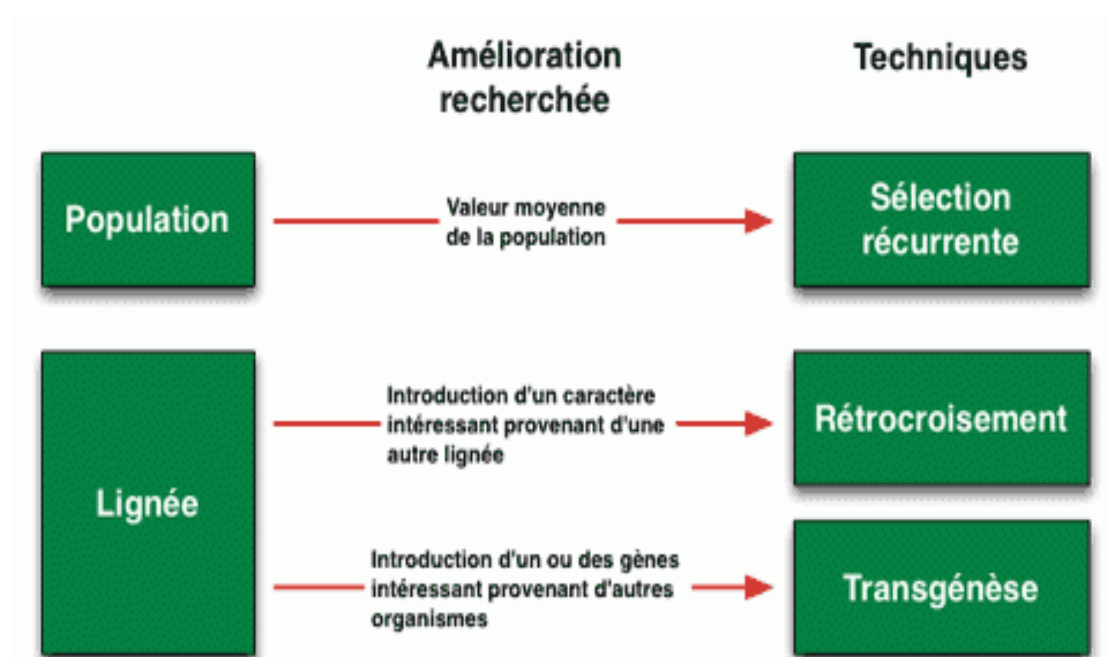 Amélioration
recherchée
Techniques
Population
Valeur moyenne
de la population
Sélection
récurrente
Lignée
Introduction d'un caractère
intéressant provenant d'une
autre lignée
Rétrocroisement
Introduction d'un ou des gènes
intéressant provenant d'autres
organismes
Transgénèse